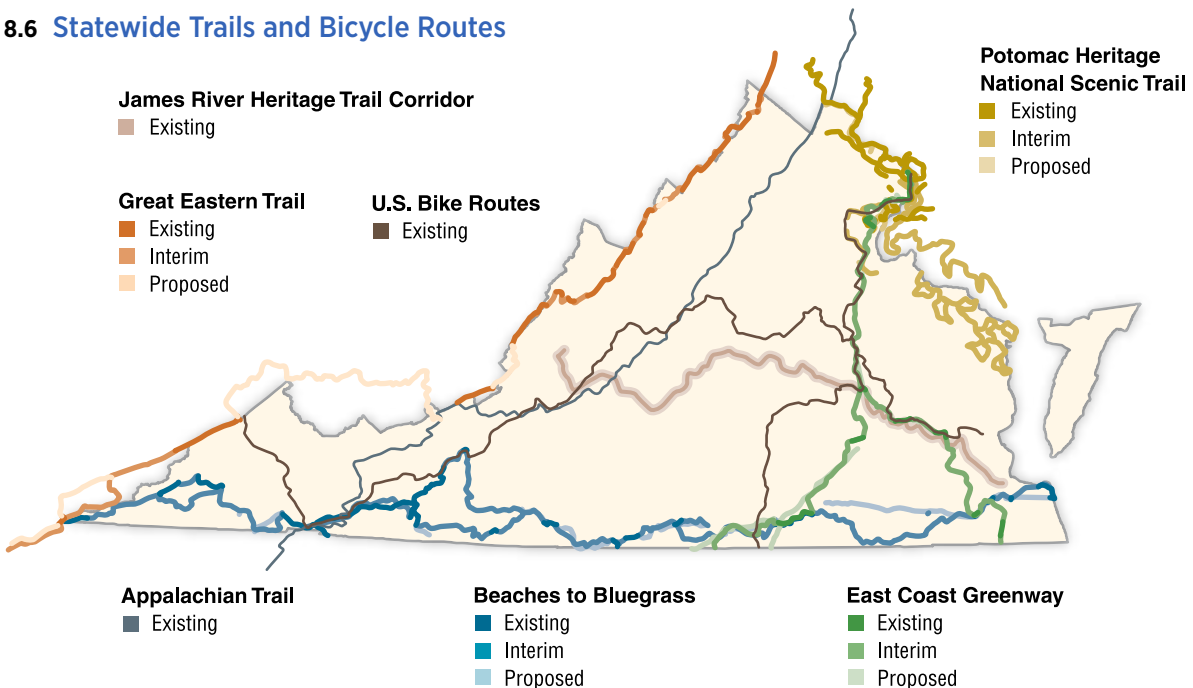 8.6 Statewide Trails and Bicycle Routes
James River Heritage Trail Corridor
Existing
Great Eastern Trail
Existing
Interim
Proposed
U.S. Bike Routes
Existing
Potomac Heritage
National Scenic Trail
Existing
Interim
Proposed
Appalachian Trail
Existing
Beaches to Bluegrass
Existing
Interim
Proposed
East Coast Greenway
Existing
Interim
Proposed